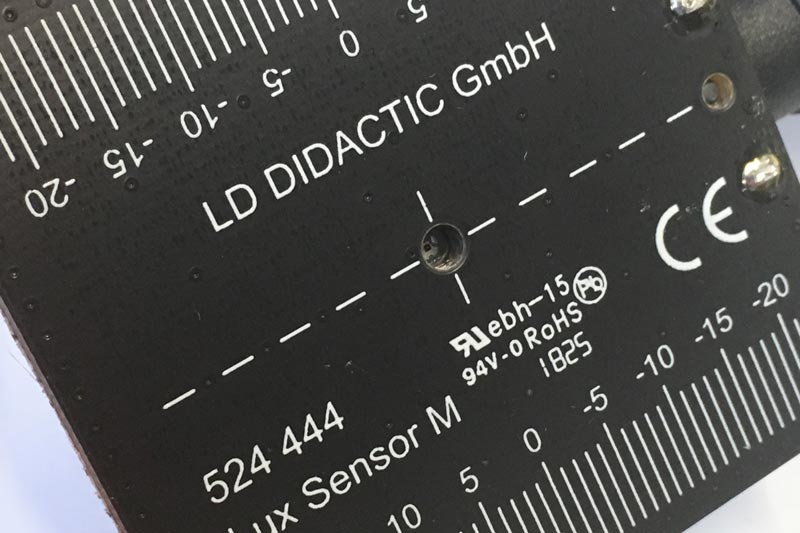 -20 -15 -10 -5 0 5
LD DIDACTIC GmbH
CE
ebh-15 Pb
94V-0 RoHS
1825
524 444
Lux Sensor M
10 5 0 -5 -10 -15 -20